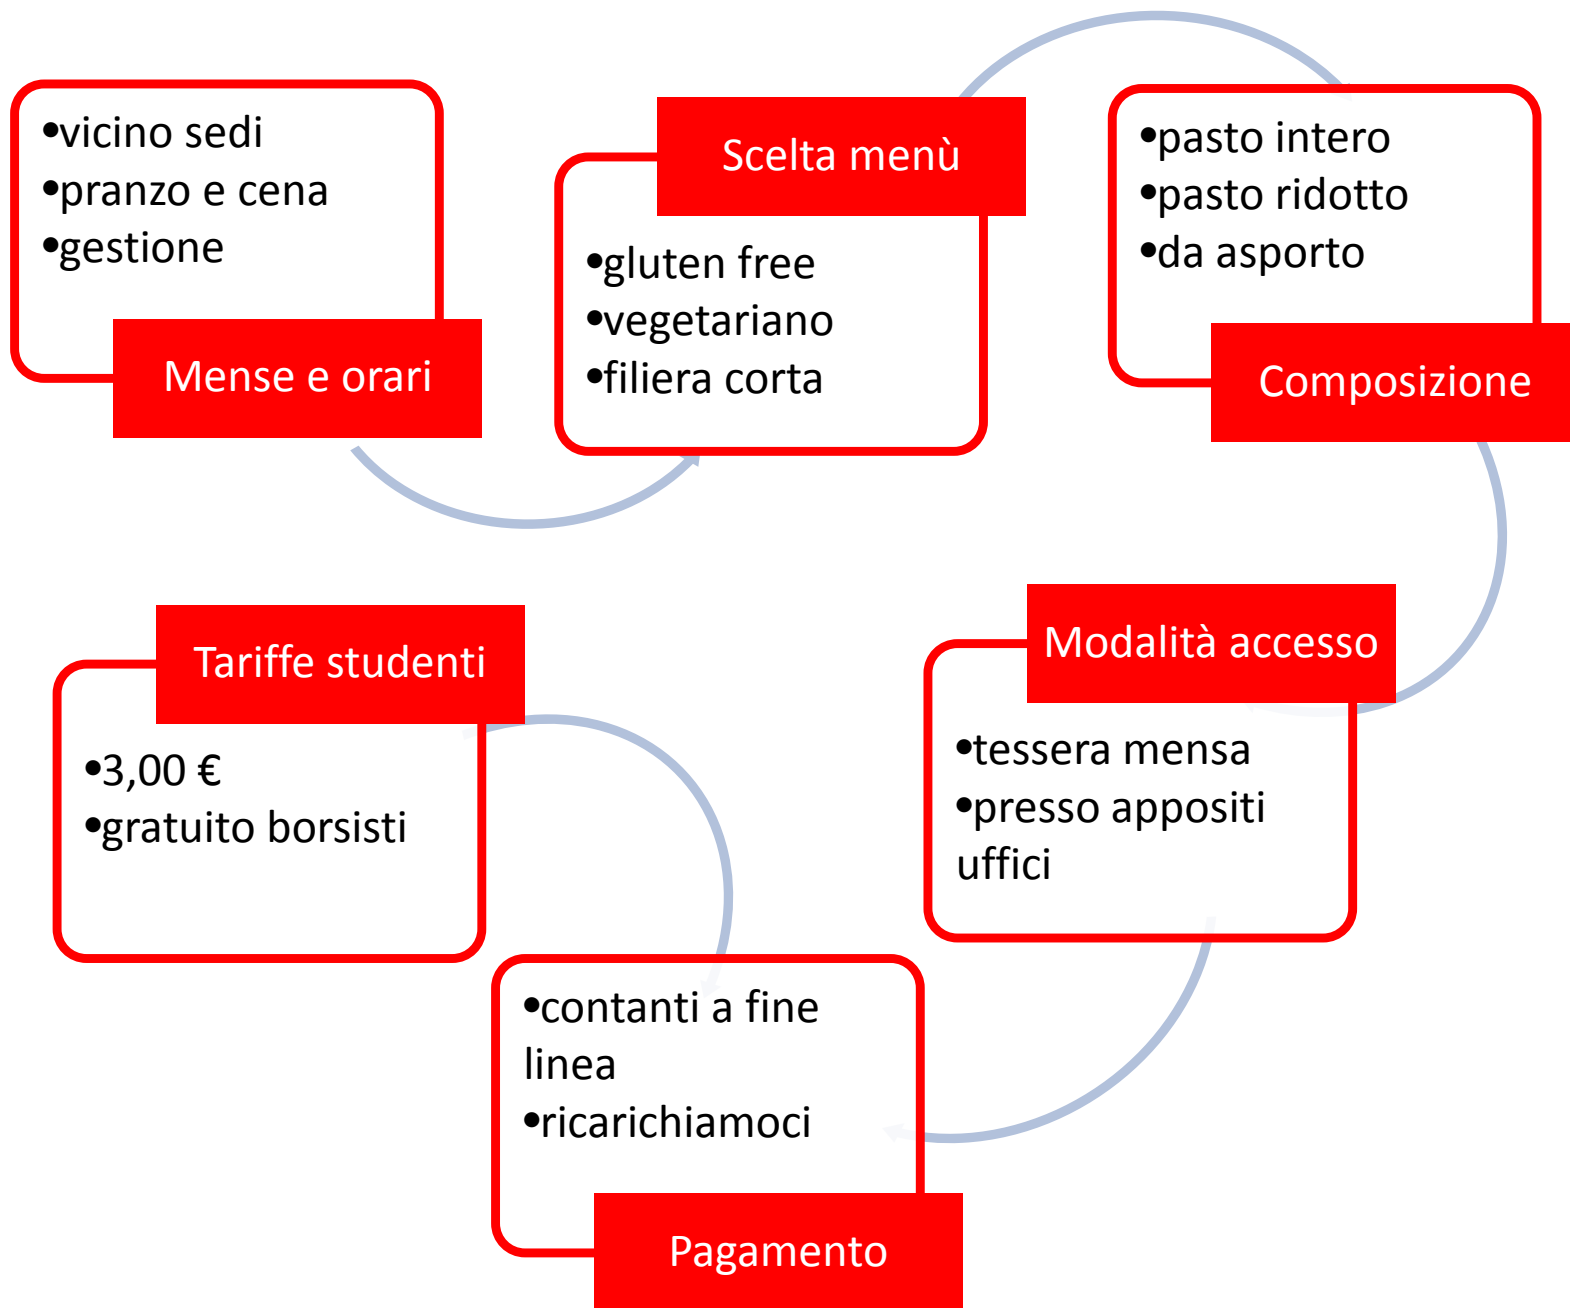 •vicino sedi
•pranzo e cena
•gestione
Mense e orari
Scelta menù
•gluten free
•vegetariano
•filiera corta
•pasto intero
•pasto ridotto
•da asporto
Composizione
Modalità accesso
•tessera mensa
•presso appositi
uffici
Tariffe studenti
•3,00 €
•gratuito borsisti
•contanti a fine
linea
•ricarichiamoci
Pagamento